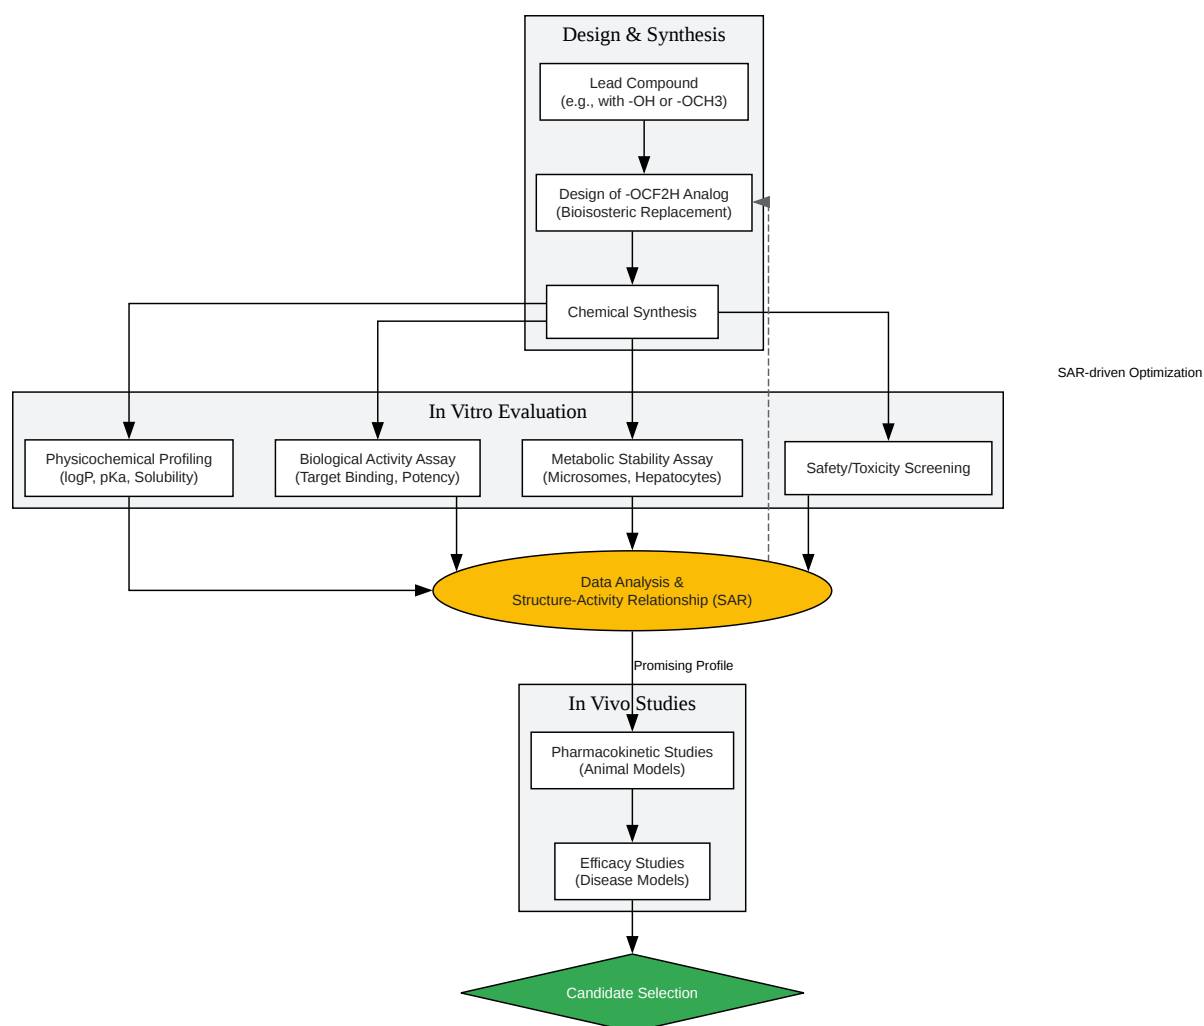 Design & Synthesis
Lead Compound
(e.g., with -OH or -OCH3)
Design of -OCF2H Analog
(Bioisosteric Replacement)
Chemical Synthesis
SAR-driven Optimization
In Vitro Evaluation
Physicochemical Profiling
(logP, pKa, Solubility)
Biological Activity Assay
(Target Binding, Potency)
Metabolic Stability Assay
(Microsomes, Hepatocytes)
Safety/Toxicity Screening
Data Analysis &
Structure-Activity Relationship (SAR)
Promising Profile
In Vivo Studies
Pharmacokinetic Studies
(Animal Models)
Efficacy Studies
(Disease Models)
Candidate Selection